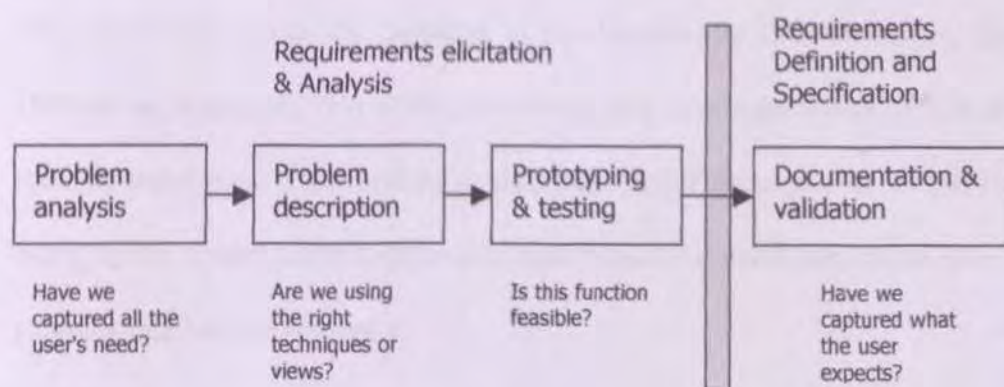 Requirements elicitation
& Analysis
Requirements
Definition and
Specification
Problem
analysis
Problem
description
Prototyping
& testing
Documentation &
validation
Have we
captured all the
user's need?
Are we using
the right
techniques or
views?
Is this function
feasible?
Have we
captured what
the user
expects?